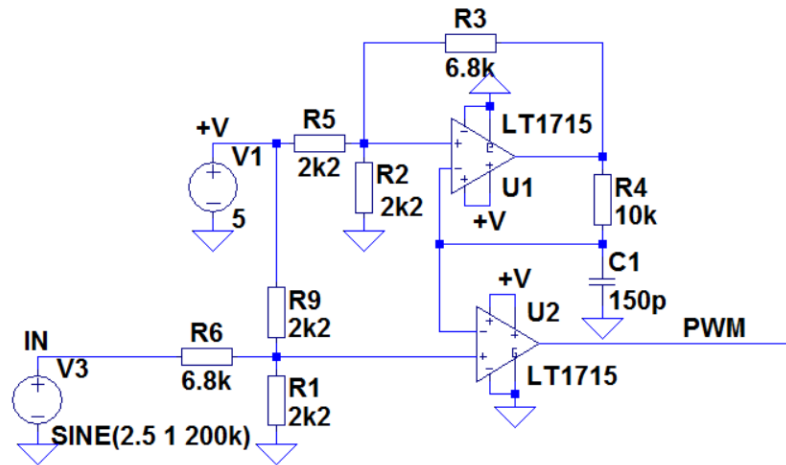 R3
6.8k
LT1715
U1
+V
R5
2k2
+V
V1
5
R2
2k2
R4
10k
C1
150p
+V
U2
LT1715
PWM
R9
2k2
IN
R6
6.8k
V3
R1
2k2
SINE(2.5 1 200k)